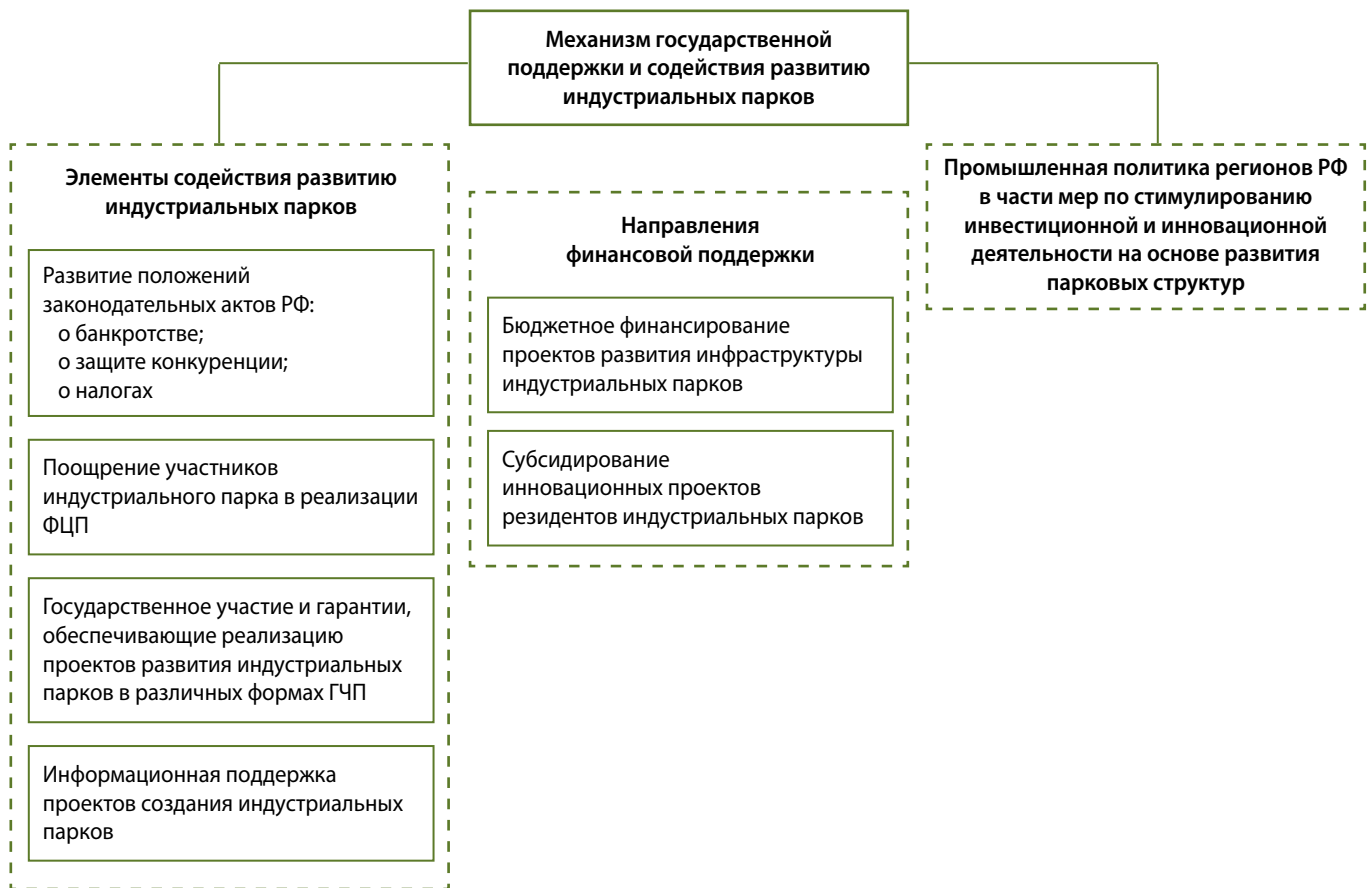 Механизм государственной
поддержки и содействия развитию
индустриальных парков
Элементы содействия развитию
индустриальных парков
Развитие положений
законодательных актов РФ:
о банкротстве;
о защите конкуренции;
о налогах
Поощрение участников
индустриального парка в реализации
ФЦП
Государственное участие и гарантии,
обеспечивающие реализацию
проектов развития индустриальных
парков в различных формах ГЧП
Информационная поддержка
проектов создания индустриальных
парков
Направления
финансовой поддержки
Бюджетное финансирование
проектов развития инфраструктуры
индустриальных парков
Субсидирование
инновационных проектов
резидентов индустриальных парков
Промышленная политика регионов РФ
в части мер по стимулированию
инвестиционной и инновационной
деятельности на основе развития
парковых структур